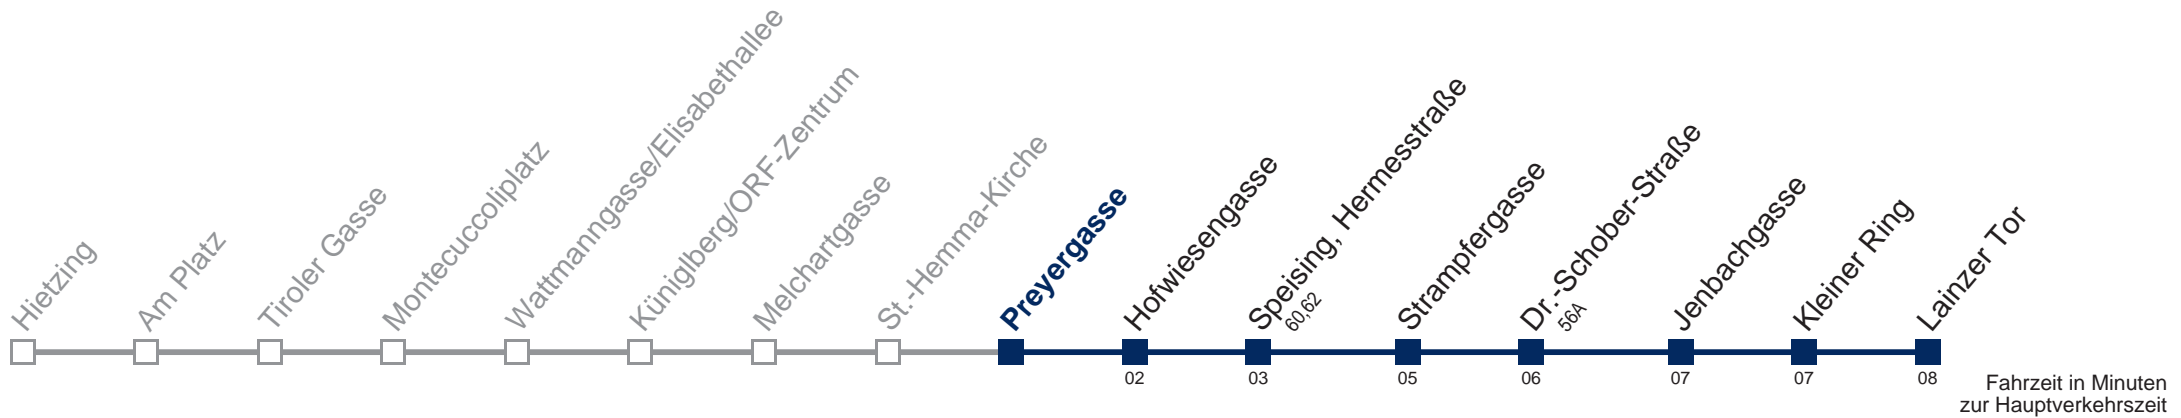 Hietzing
Am Platz
Tiroler Gasse
Montecuccoliplatz
Wattmanngasse/Elisabethallee
Küniglberg/ORF-Zentrum
Melchartgasse
St.-Hemma-Kirche
Preyergasse
Hofwiesengasse
Speising, Hermesstraße
60,62
Strampfergasse
Dr.-Schober-Straße
56A
Jenbachgasse
Kleiner Ring
Lainzer Tor
02
03
05
06
07
07
08
Fahrzeit in Minuten
zur Hauptverkehrszeit